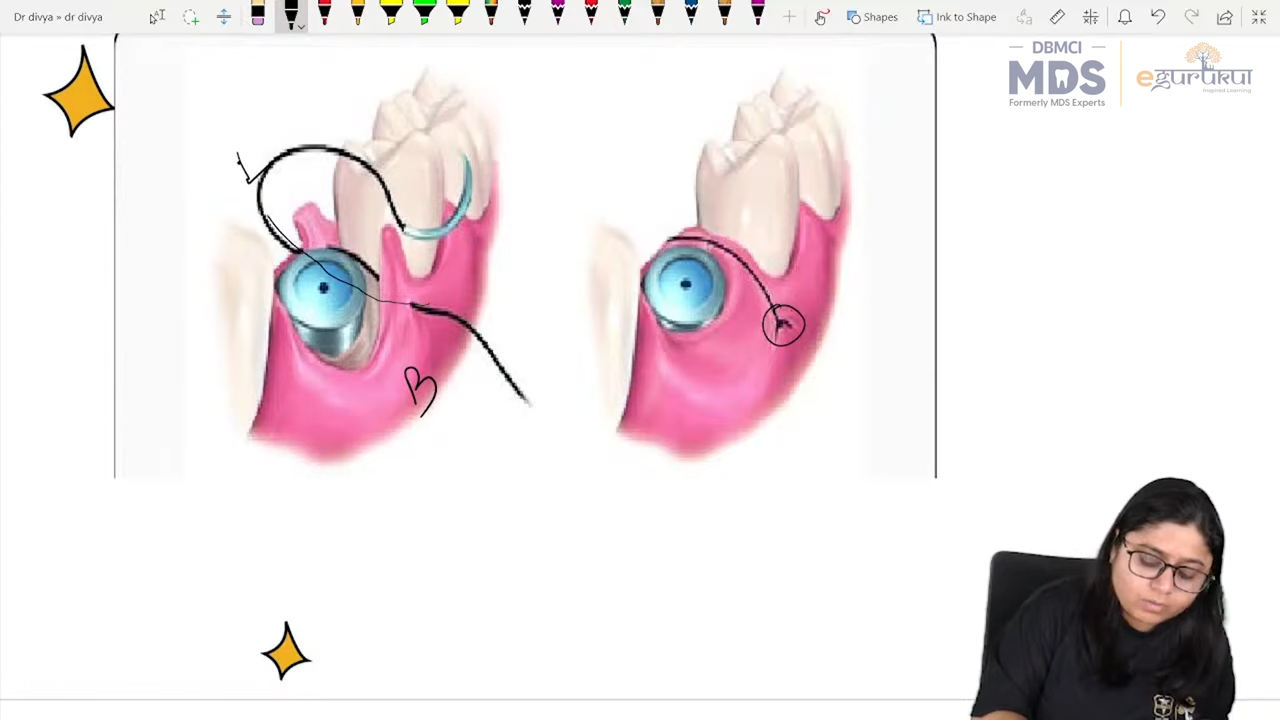 Dr divya » dr divya
Shapes
Ink to Shape
DBMCI
MDS
Formerly MDS Experts
egurukul
Inspired Learning
B